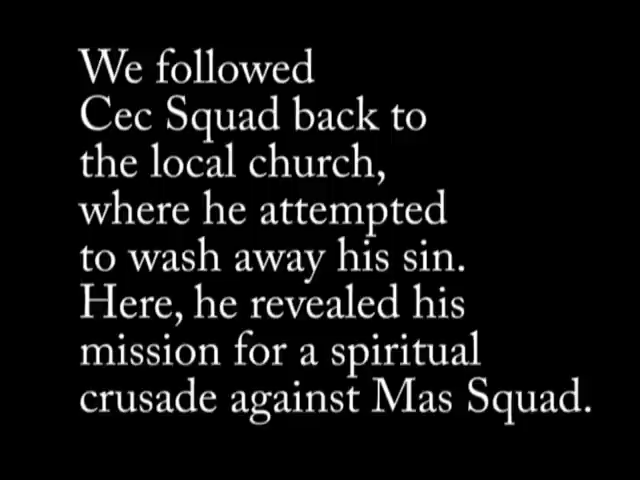 We followed
Cec Squad back to
the local church,
where he attempted
to wash away his sin.
Here, he revealed his
mission for a spiritual
crusade against Mas Squad.